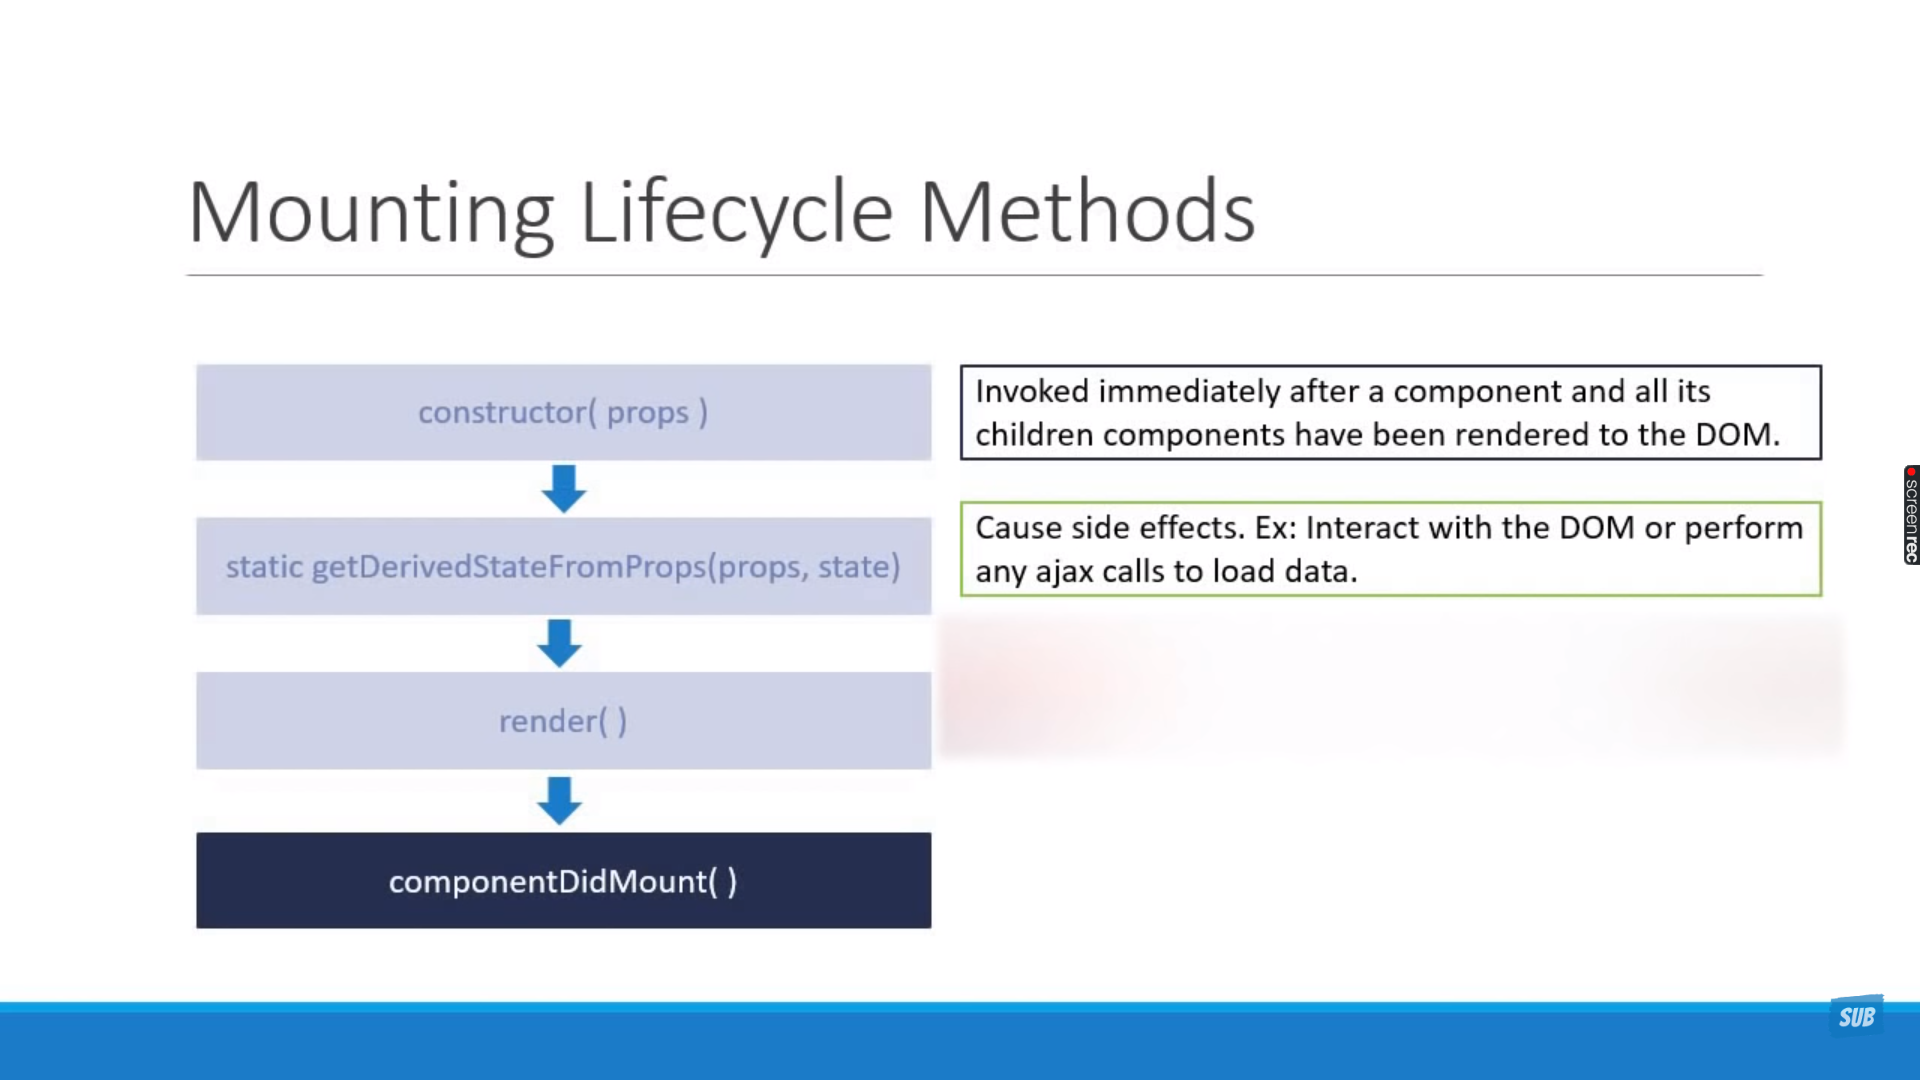 Mounting Lifecycle Methods
constructor( props )
static getDerivedStateFromProps(props, state)
render( )
componentDidMount( )
Invoked immediately after a component and all its
children components have been rendered to the DOM.
Cause side effects. Ex: Interact with the DOM or perform
any ajax calls to load data.
screenrec
SUB